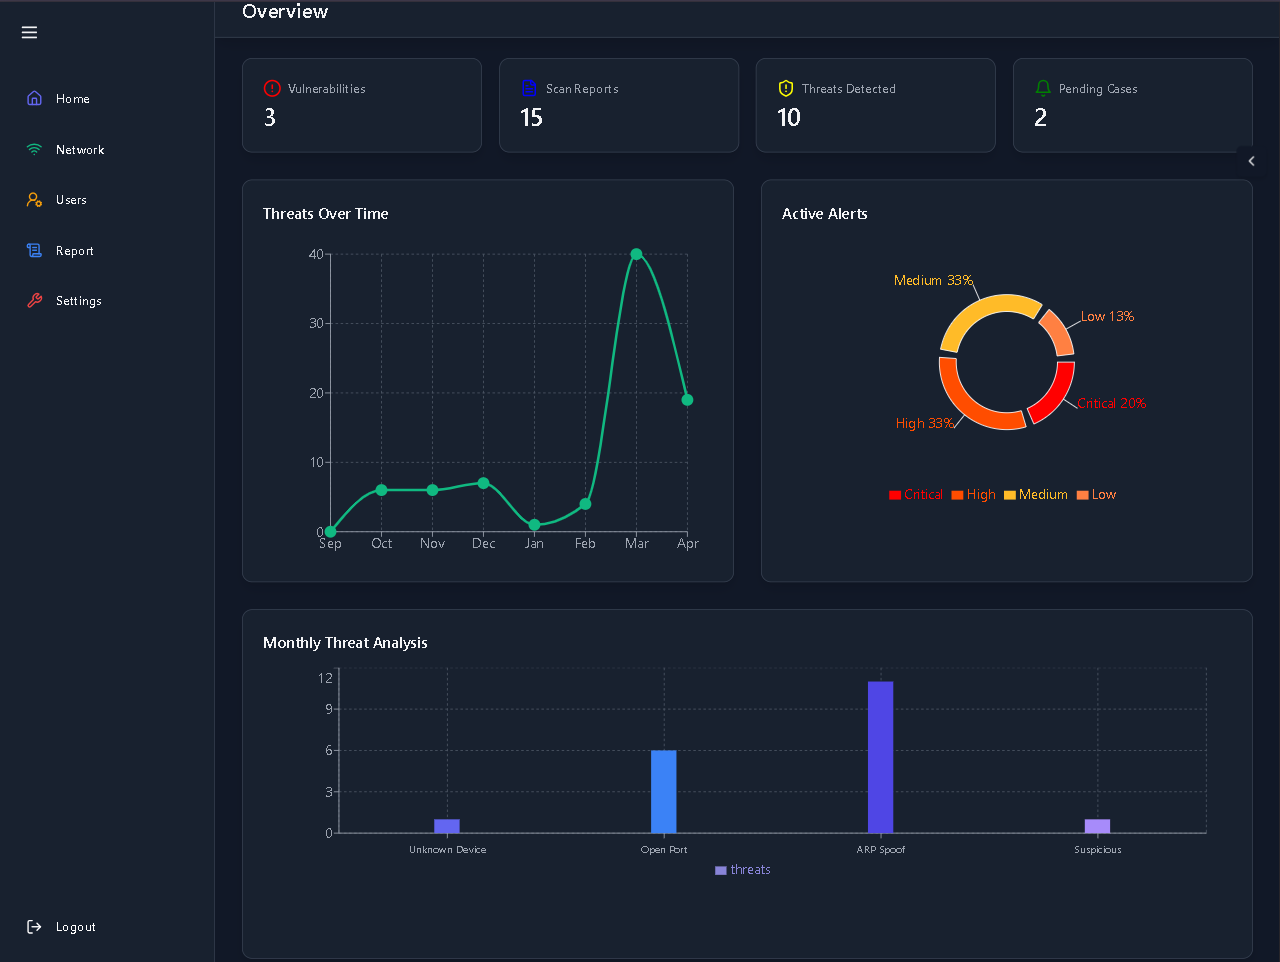 Overview
Home
Network
Users
Report
Settings
Logout
Vulnerabilities
3
Scan Reports
15
Threats Detected
10
Pending Cases
2
Threats Over Time
40
30
20
10
0
Sep Oct Nov Dec Jan Feb Mar Apr
Active Alerts
Medium 33%
Low 13%
Critical 20%
High 33%
Critical High Medium Low
Monthly Threat Analysis
12
9
6
3
0
Unknown Device Open Port ARP Spoof Suspicious
threats